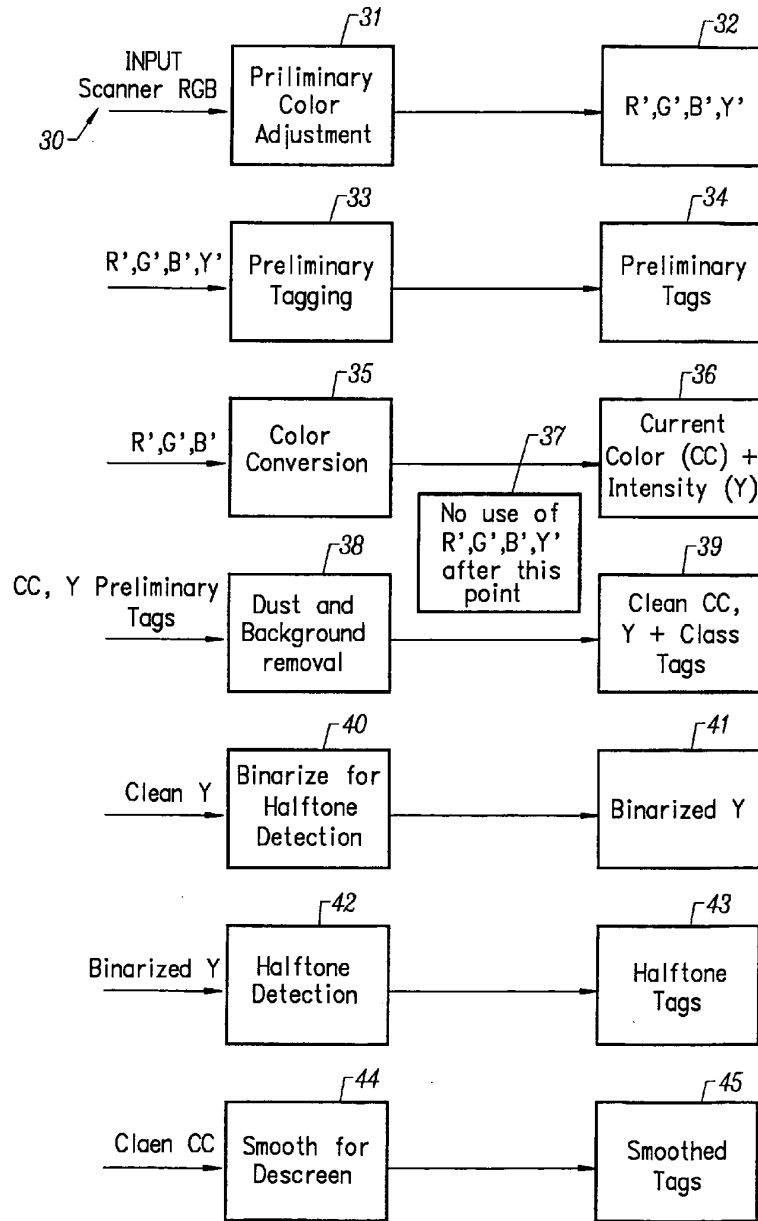 31
32
INPUT
Scanner RGB
30
Priliminary
Color
Adjustment
R',G',B',Y'
33
34
R',G',B',Y'
Preliminary
Tagging
Preliminary
Tags
35
36
R',G',B'
Color
Conversion
37
Current
Color (CC) +
Intensity (Y)
No use of
R',G',B',Y'
after this
point
38
39
CC, Y Preliminary
Tags
Dust and
Background
removal
Clean CC,
Y + Class
Tags
40
41
Clean Y
Binarize for
Halftone
Detection
Binarized Y
42
43
Binarized Y
Halftone
Detection
Halftone
Tags
44
45
Claen CC
Smooth for
Descreen
Smoothed
Tags